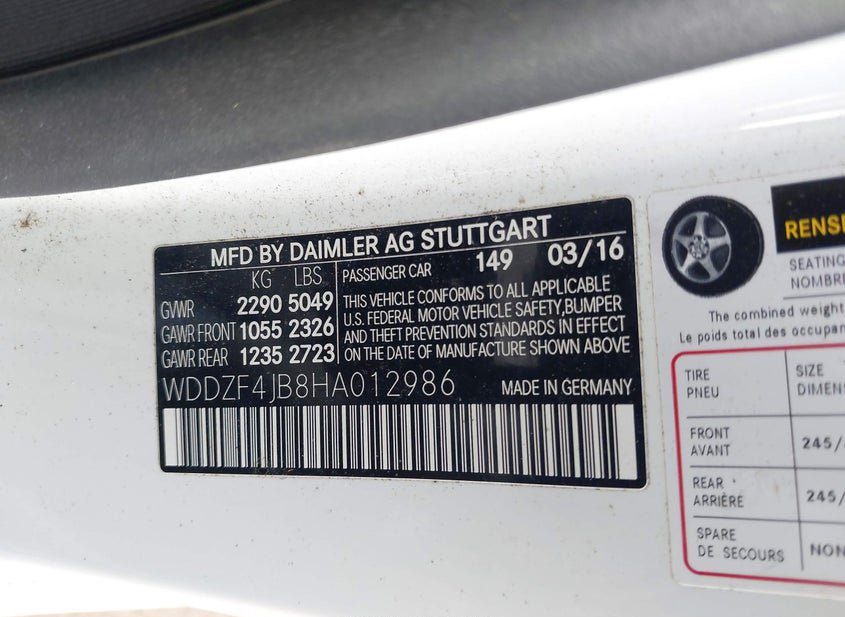 MFD BY DAIMLER AG STUTTGART
KG LBS
GVWR 2290 5049
GAWR FRONT 1055 2326
GAWR REAR 1235 2723
PASSENGER CAR 149 03/16
THIS VEHICLE CONFORMS TO ALL APPLICABLE
U.S. FEDERAL MOTOR VEHICLE SAFETY,BUMPER
AND THEFT PREVENTION STANDARDS IN EFFECT
ON THE DATE OF MANUFACTURE SHOWN ABOVE
WDDZF4JB8HA012986 MADE IN GERMANY
SEATING
NOMBRE
The combined weight
Le poids total des
TIRE
PNEU
SIZE
FRONT
AVANT
245/
REAR
ARRIÈRE
245/
SPARE
DE SECOURS